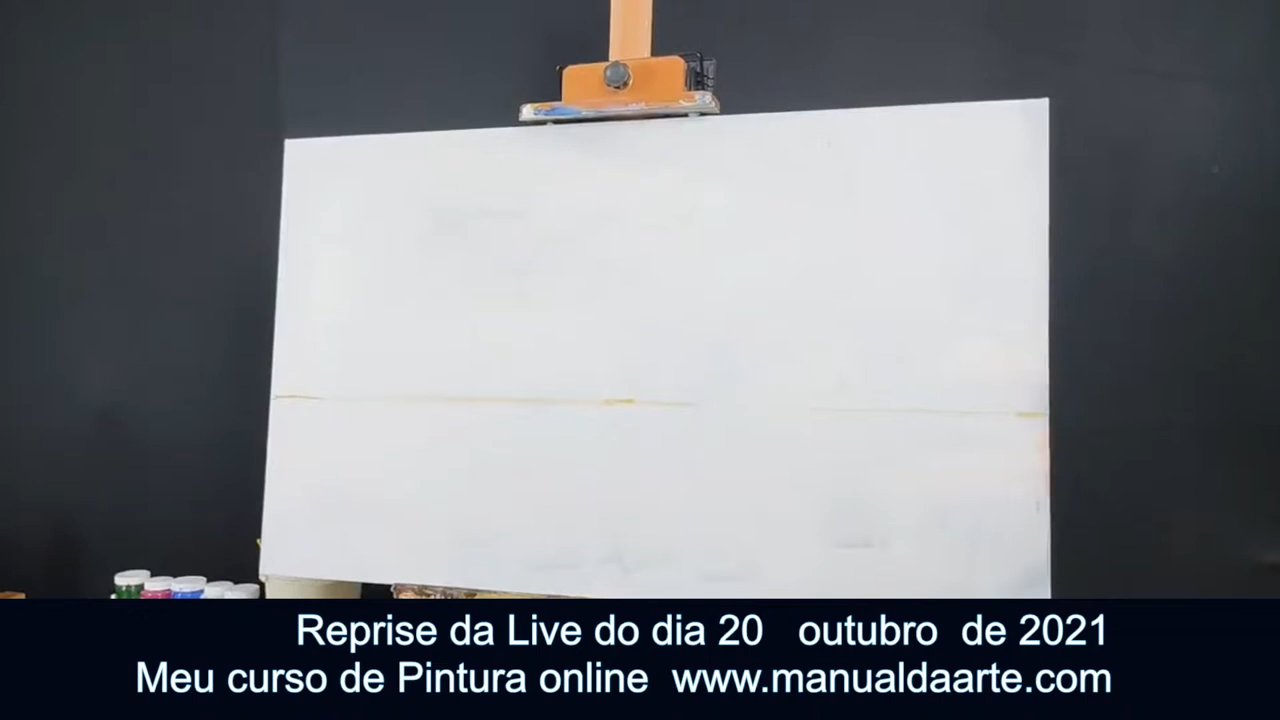 Reprise da Live do dia 20 outubro de 2021
Meu curso de Pintura online www.manualdaarte.com